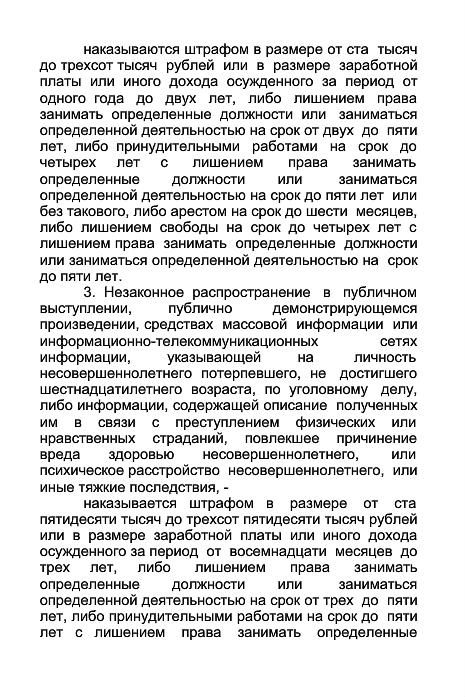 наказываются штрафом в размере от ста тысяч
до трехсот тысяч рублей или в размере заработной
платы или иного дохода осужденного за период от
одного года до двух лет, либо лишением права
занимать определенные должности или заниматься
определенной деятельностью на срок от двух до пяти
лет, либо принудительными работами на срок до
четырех лет с лишением права занимать
определенные должности или заниматься
определенной деятельностью на срок до пяти лет или
без такового, либо арестом на срок до шести месяцев,
либо лишением свободы на срок до четырех лет с
лишением права занимать определенные должности
или заниматься определенной деятельностью на срок
до пяти лет.
3. Незаконное распространение в публичном
выступлении, публично демонстрирующемся
произведении, средствах массовой информации или
информационно-телекоммуникационных сетях
информации, указывающей на личность
несовершеннолетнего потерпевшего, не достигшего
шестнадцатилетнего возраста, по уголовному делу,
либо информации, содержащей описание полученных
им в связи с преступлением физических или
нравственных страданий, повлекшее причинение
вреда здоровью несовершеннолетнего, или
психическое расстройство несовершеннолетнего, или
иные тяжкие последствия, -
наказывается штрафом в размере от ста
пятидесяти тысяч до трехсот пятидесяти тысяч рублей
или в размере заработной платы или иного дохода
осужденного за период от восемнадцати месяцев до
трех лет, либо лишением права занимать
определенные должности или заниматься
определенной деятельностью на срок от трех до пяти
лет, либо принудительными работами на срок до пяти
лет с лишением права занимать определенные